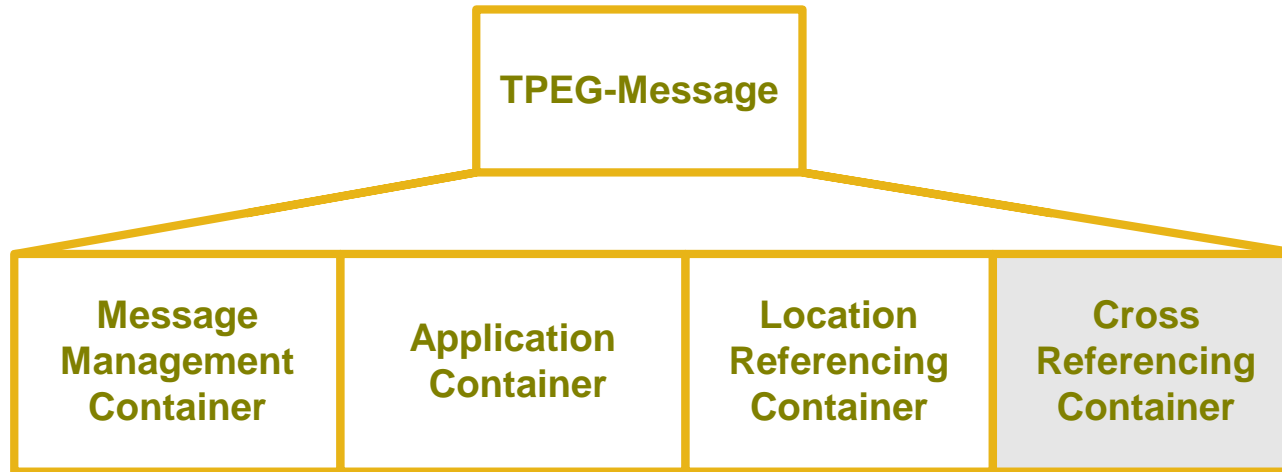 TPEG-Message
Message
Management
Container
Application
Container
Location
Referencing
Container
Cross
Referencing
Container